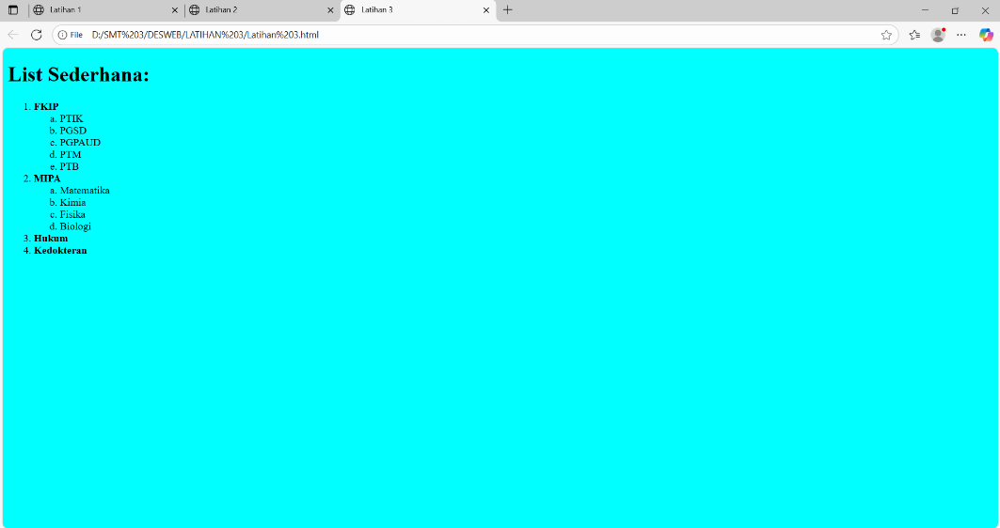 Latihan 1
Latihan 2
Latihan 3
File D:/SMT%203/DESWEB/LATIHAN%203/Latihan%203.html
List Sederhana:
1. FKIP
a. PTIK
b. PGSD
c. PGPAUD
d. PTM
e. PTB
2. MIPA
a. Matematika
b. Kimia
c. Fisika
d. Biologi
3. Hukum
4. Kedokteran